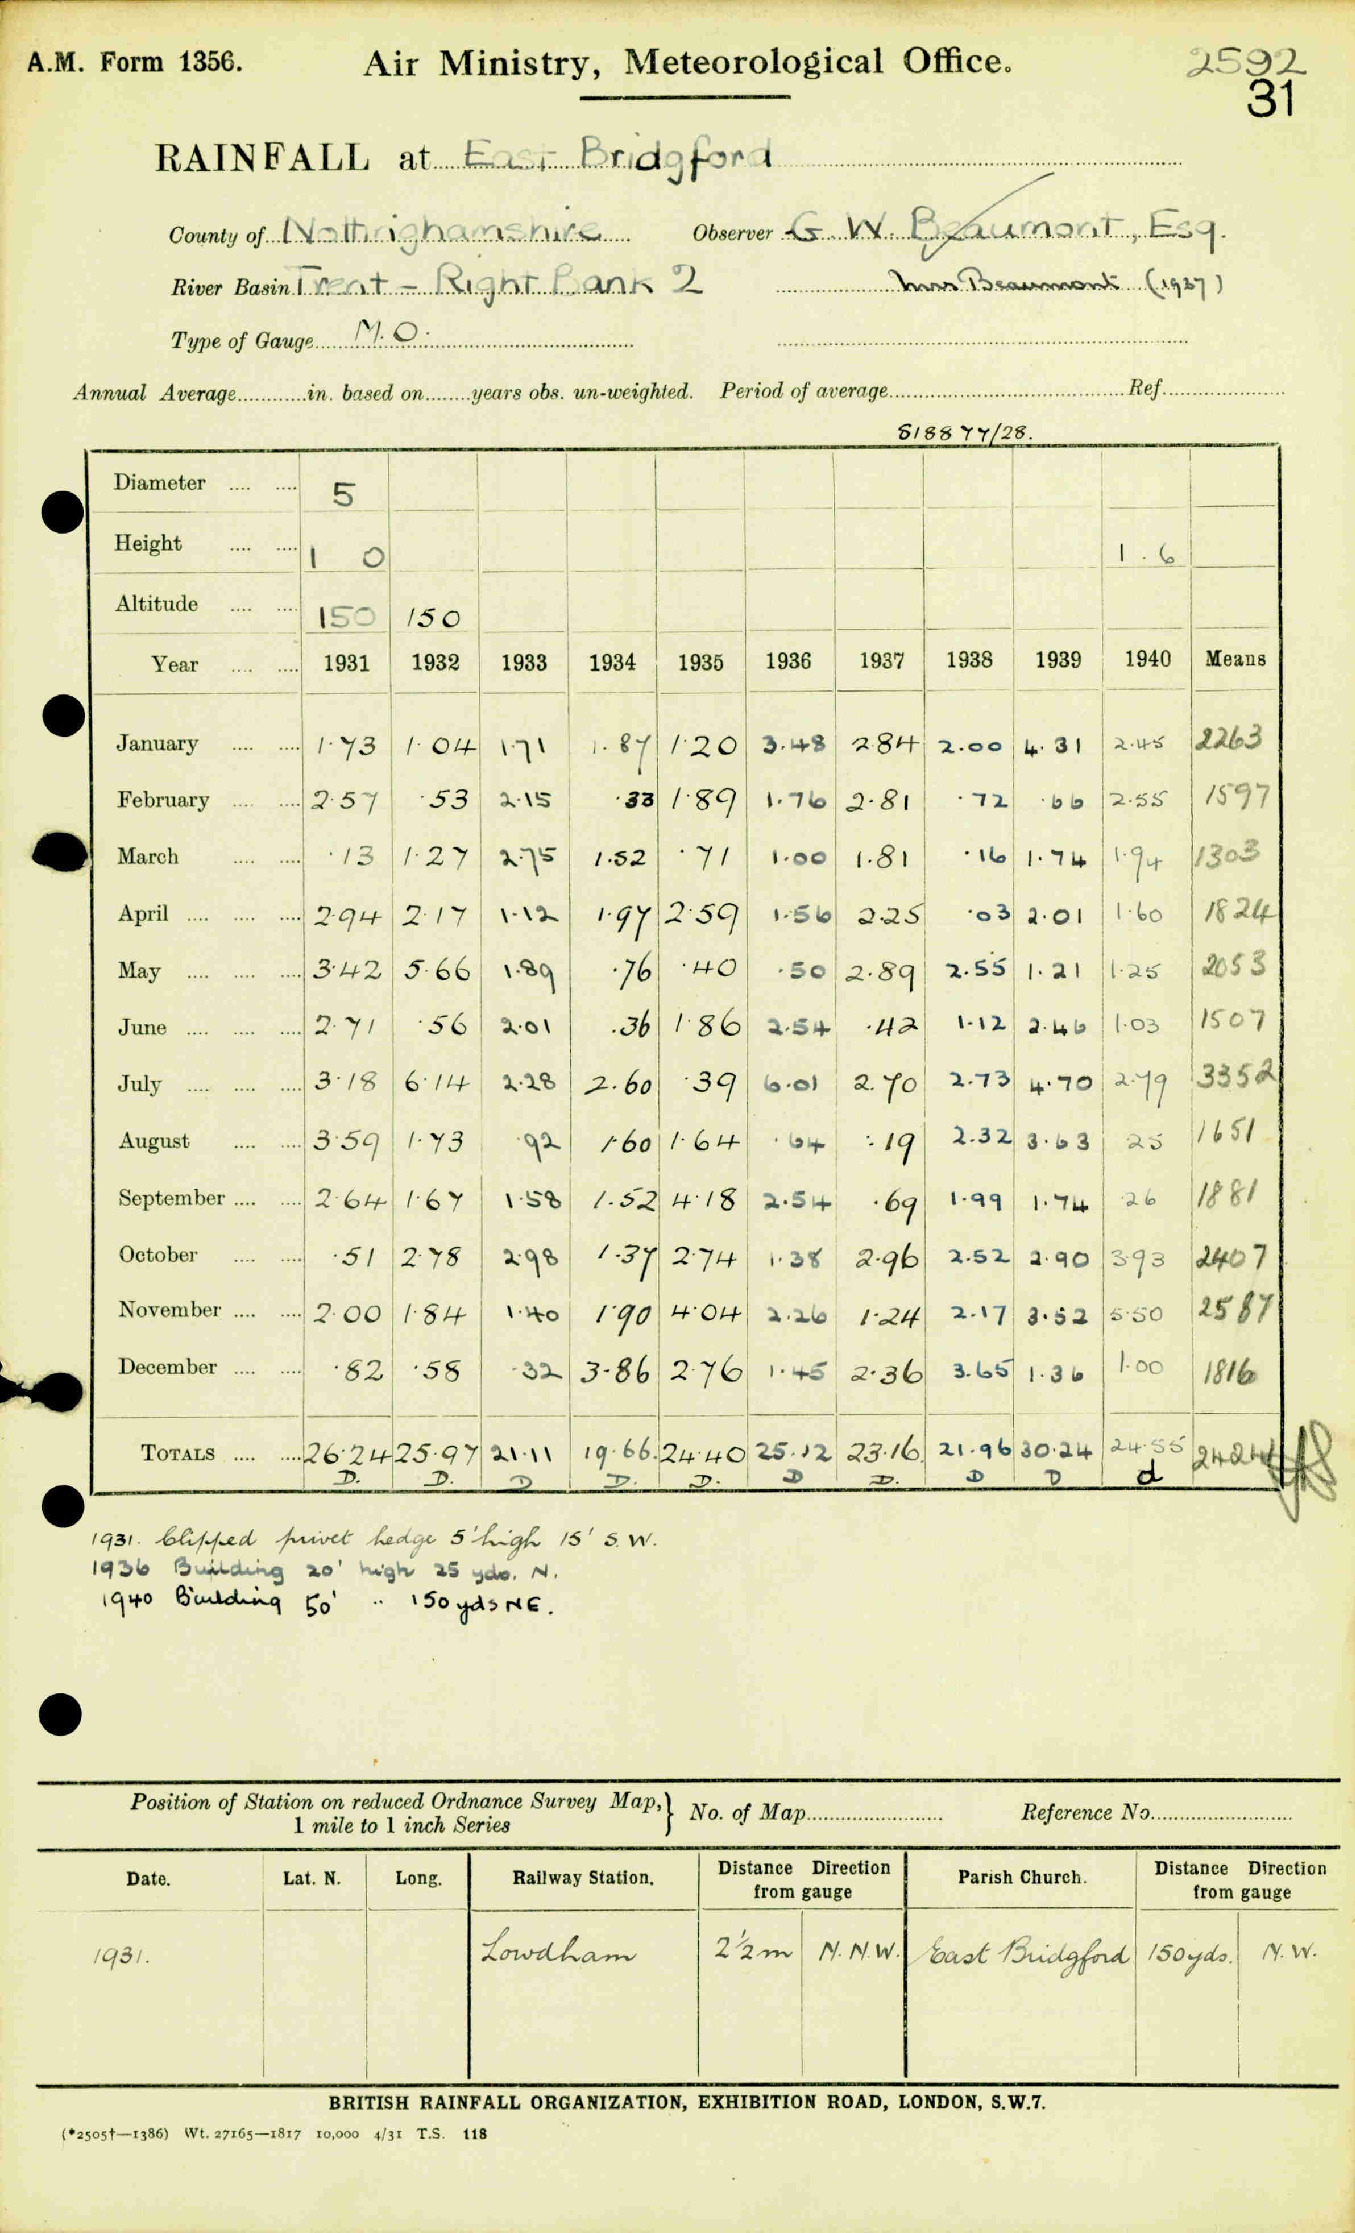 A.M. Form 1356. Air Ministry, Meteorological Office. 2592
31
RAINFALL at East Bridgford
County of Nottinghamshire Observer G. W. Beaumont, Esq.
River Basin Trent - Right Bank 2 Mrs Beaumont (1937)
Type of Gauge M.O.
Annual Average in. based on years obs. un-weighted. Period of average Ref
S18877/28.
Diameter 5
Height 1 0 1.6
Altitude 150 150
Year 1931 1932 1933 1934 1935 1936 1937 1938 1939 1940 Means
January 1.73 1.04 1.71 1.87 1.20 3.48 2.84 2.00 4.31 2.45 2263
February 2.57 .53 2.15 .33 1.89 1.76 2.81 .72 .66 2.55 1597
March .13 1.27 2.75 1.52 .71 1.00 1.81 .16 1.74 1.94 1303
April 2.94 2.17 1.12 1.97 2.59 1.56 2.25 .03 2.01 1.60 1824
May 3.42 5.66 1.89 .76 .40 .50 2.89 2.55 1.21 1.25 2053
June 2.71 .56 2.01 .36 1.86 2.54 .42 1.12 2.46 1.03 1507
July 3.18 6.14 2.28 2.60 .39 6.01 2.70 2.73 4.70 2.79 3352
August 3.59 1.73 .92 1.60 1.64 .64 .19 2.32 3.63 25 1651
September 2.64 1.67 1.58 1.52 4.18 2.54 .69 1.99 1.74 26 1881
October .51 2.78 2.98 1.37 2.74 1.38 2.96 2.52 2.90 3.93 2407
November 2.00 1.84 1.40 1.90 4.04 2.26 1.24 2.17 3.52 5.50 2587
December .82 .58 .32 3.86 2.76 1.45 2.36 3.65 1.36 1.00 1816
TOTALS 26.24 25.97 21.11 19.66 24.40 25.12 23.16 21.96 30.24 24.55
D. D. D D. D. D D. D D d
1931. Clipped privet hedge 5' high 15' S.W.
1936 Building 20' high 25 yds. N.
1940 Building 50' " 150 yds NE.
Position of Station on reduced Ordnance Survey Map, 1 mile to 1 inch Series } No. of Map Reference No.
Date. Lat. N. Long. Railway Station. Distance Direction from gauge Parish Church. Distance Direction from gauge
1931. Lowdham 2½m N.N.W. East Bridgford 150yds. N.W.
BRITISH RAINFALL ORGANIZATION, EXHIBITION ROAD, LONDON, S.W.7.
(*2505†—1386) Wt. 27165—1817 10,000 4/31 T.S. 118